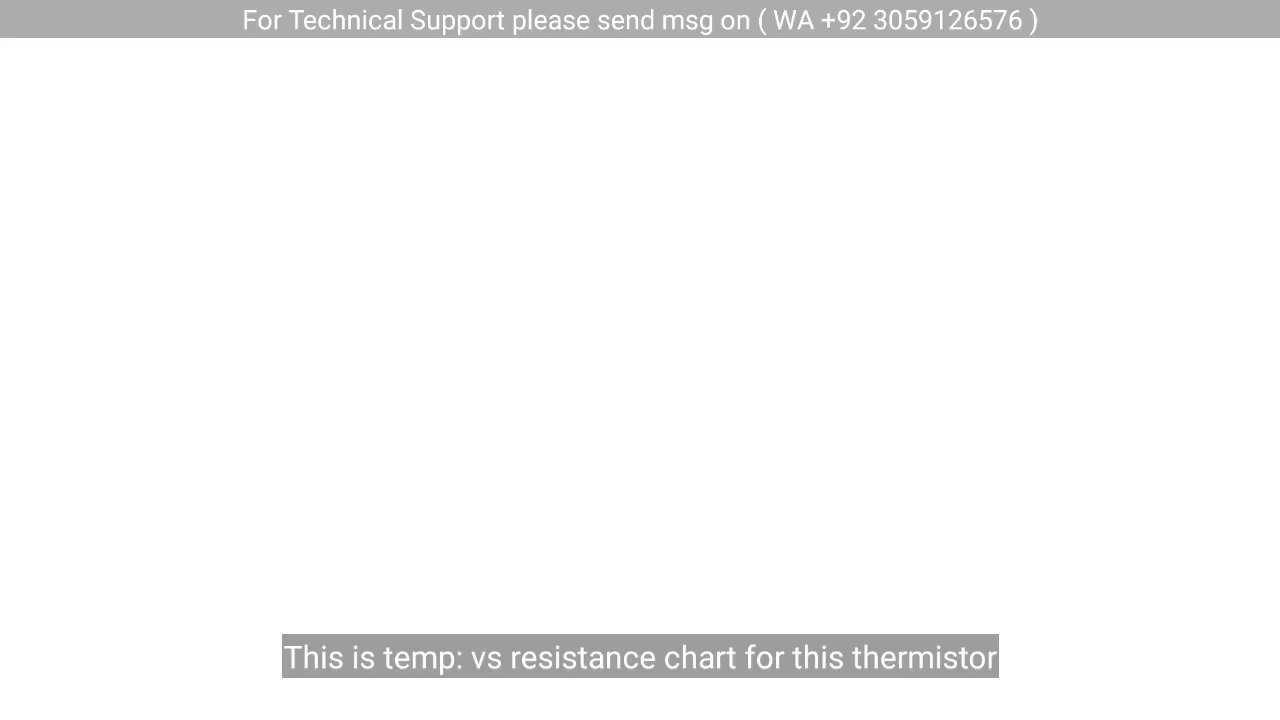 For Technical Support please send msg on ( WA +92 3059126576 )
This is temp: vs resistance chart for this thermistor